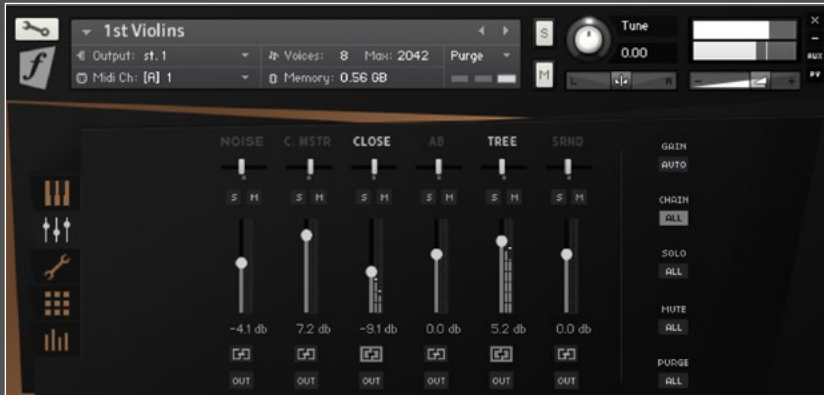 1st Violins
S
Tune
Output: st. 1
Voices: 8 Max: 2042 Purge
0.00
AUX
Midi Ch: [A] 1
Memory: 0.56 GB
M
L R
- +
PV
NOISE C. MSTR CLOSE AB TREE SRND
GAIN
AUTO
S M S M S M S M S M S M
CHAIN
ALL
SOLO
ALL
MUTE
ALL
-4.1 db 7.2 db -9.1 db 0.0 db 5.2 db 0.0 db
PURGE
OUT OUT OUT OUT OUT OUT
ALL